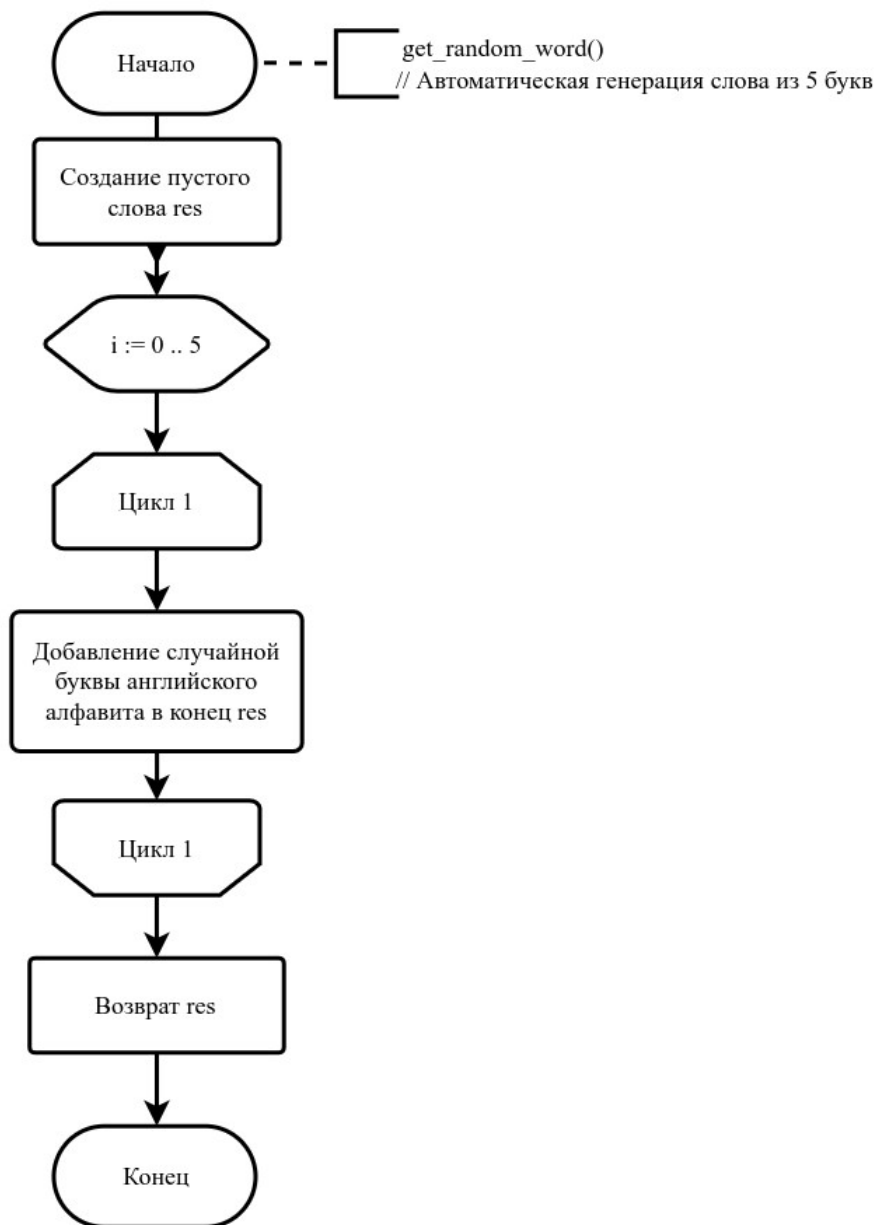 Начало
get_random_word()
// Автоматическая генерация слова из 5 букв
Создание пустого
слова res
i := 0 .. 5
Цикл 1
Добавление случайной
буквы английского
алфавита в конец res
Цикл 1
Возврат res
Конец